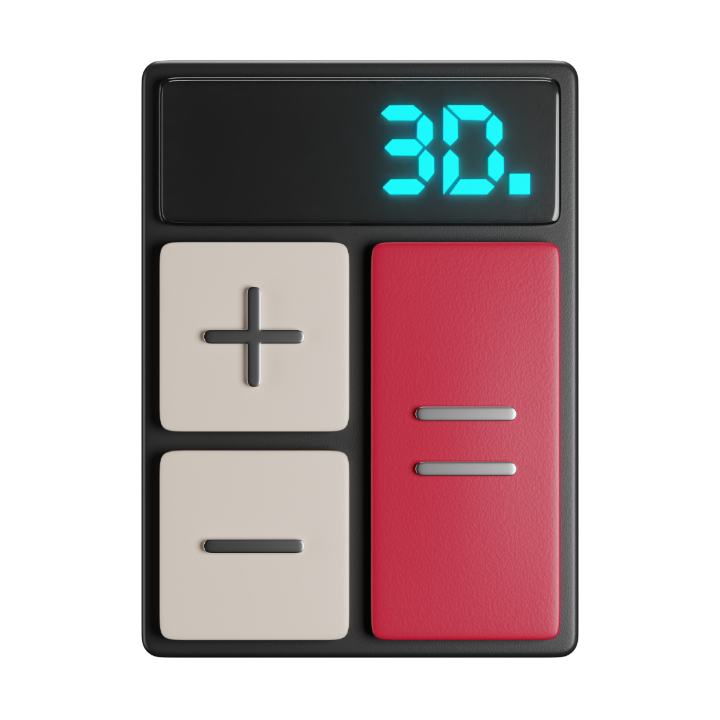 3D.
+
=
−